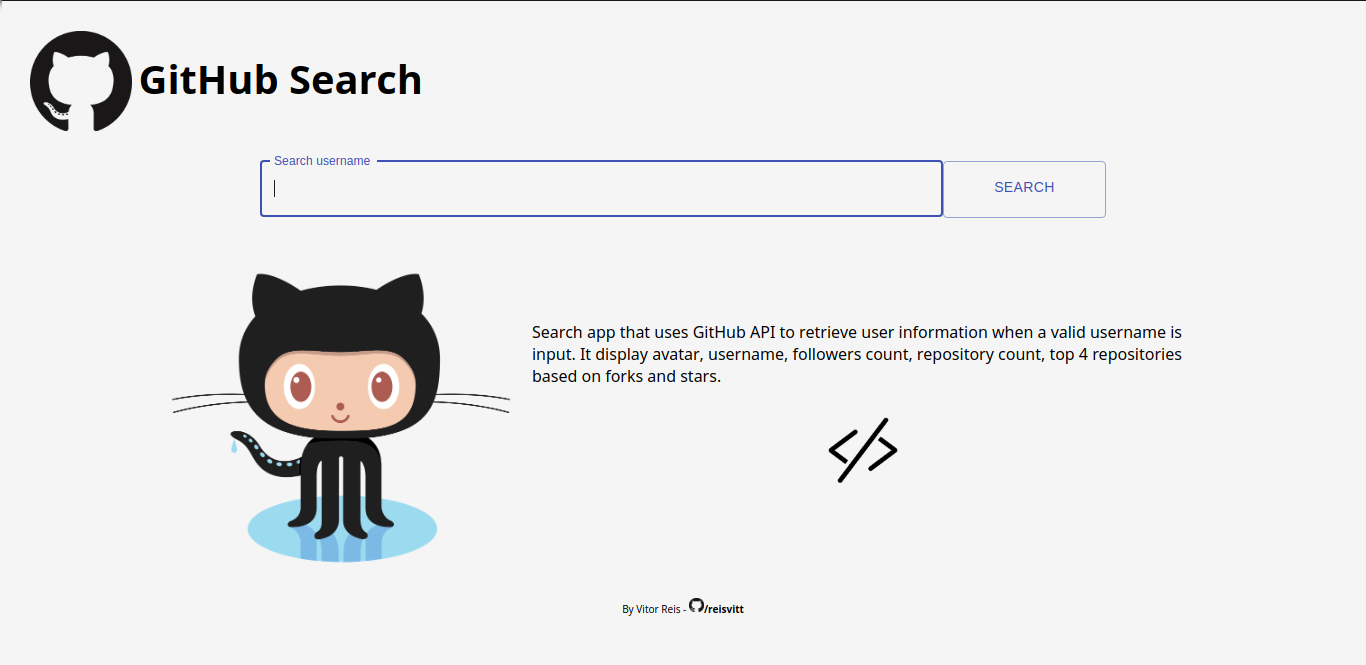 GitHub Search
Search username
SEARCH
Search app that uses GitHub API to retrieve user information when a valid username is
input. It display avatar, username, followers count, repository count, top 4 repositories
based on forks and stars.
</>
By Vitor Reis - /reisvitt